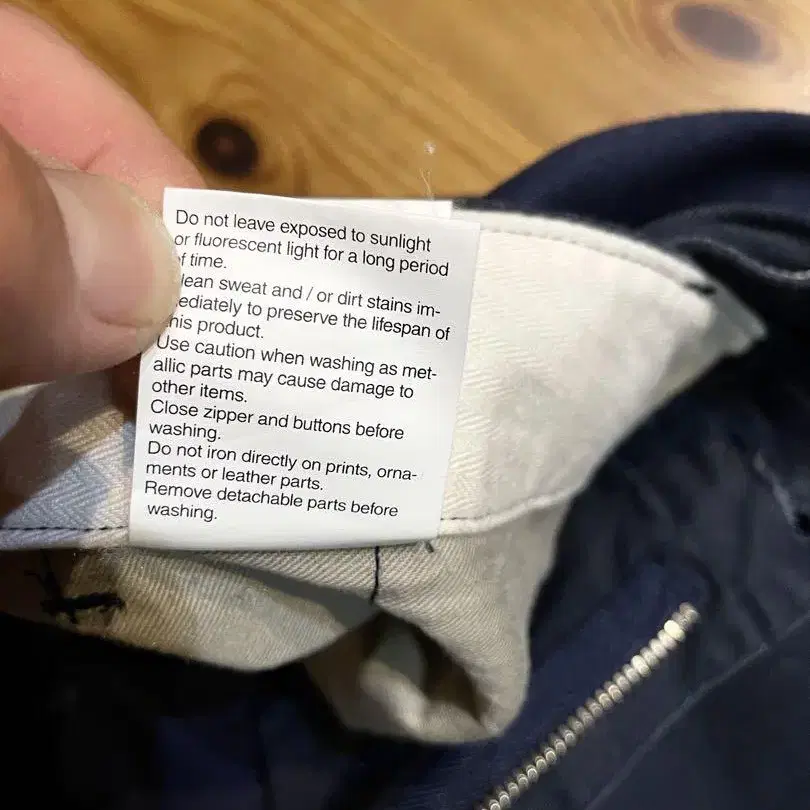 Do not leave exposed to sunlight
or fluorescent light for a long period
f time.
lean sweat and / or dirt stains im-
ediately to preserve the lifespan of
his product.
Use caution when washing as met-
allic parts may cause damage to
other items.
Close zipper and buttons before
washing.
Do not iron directly on prints, orna-
ments or leather parts.
Remove detachable parts before
washing.